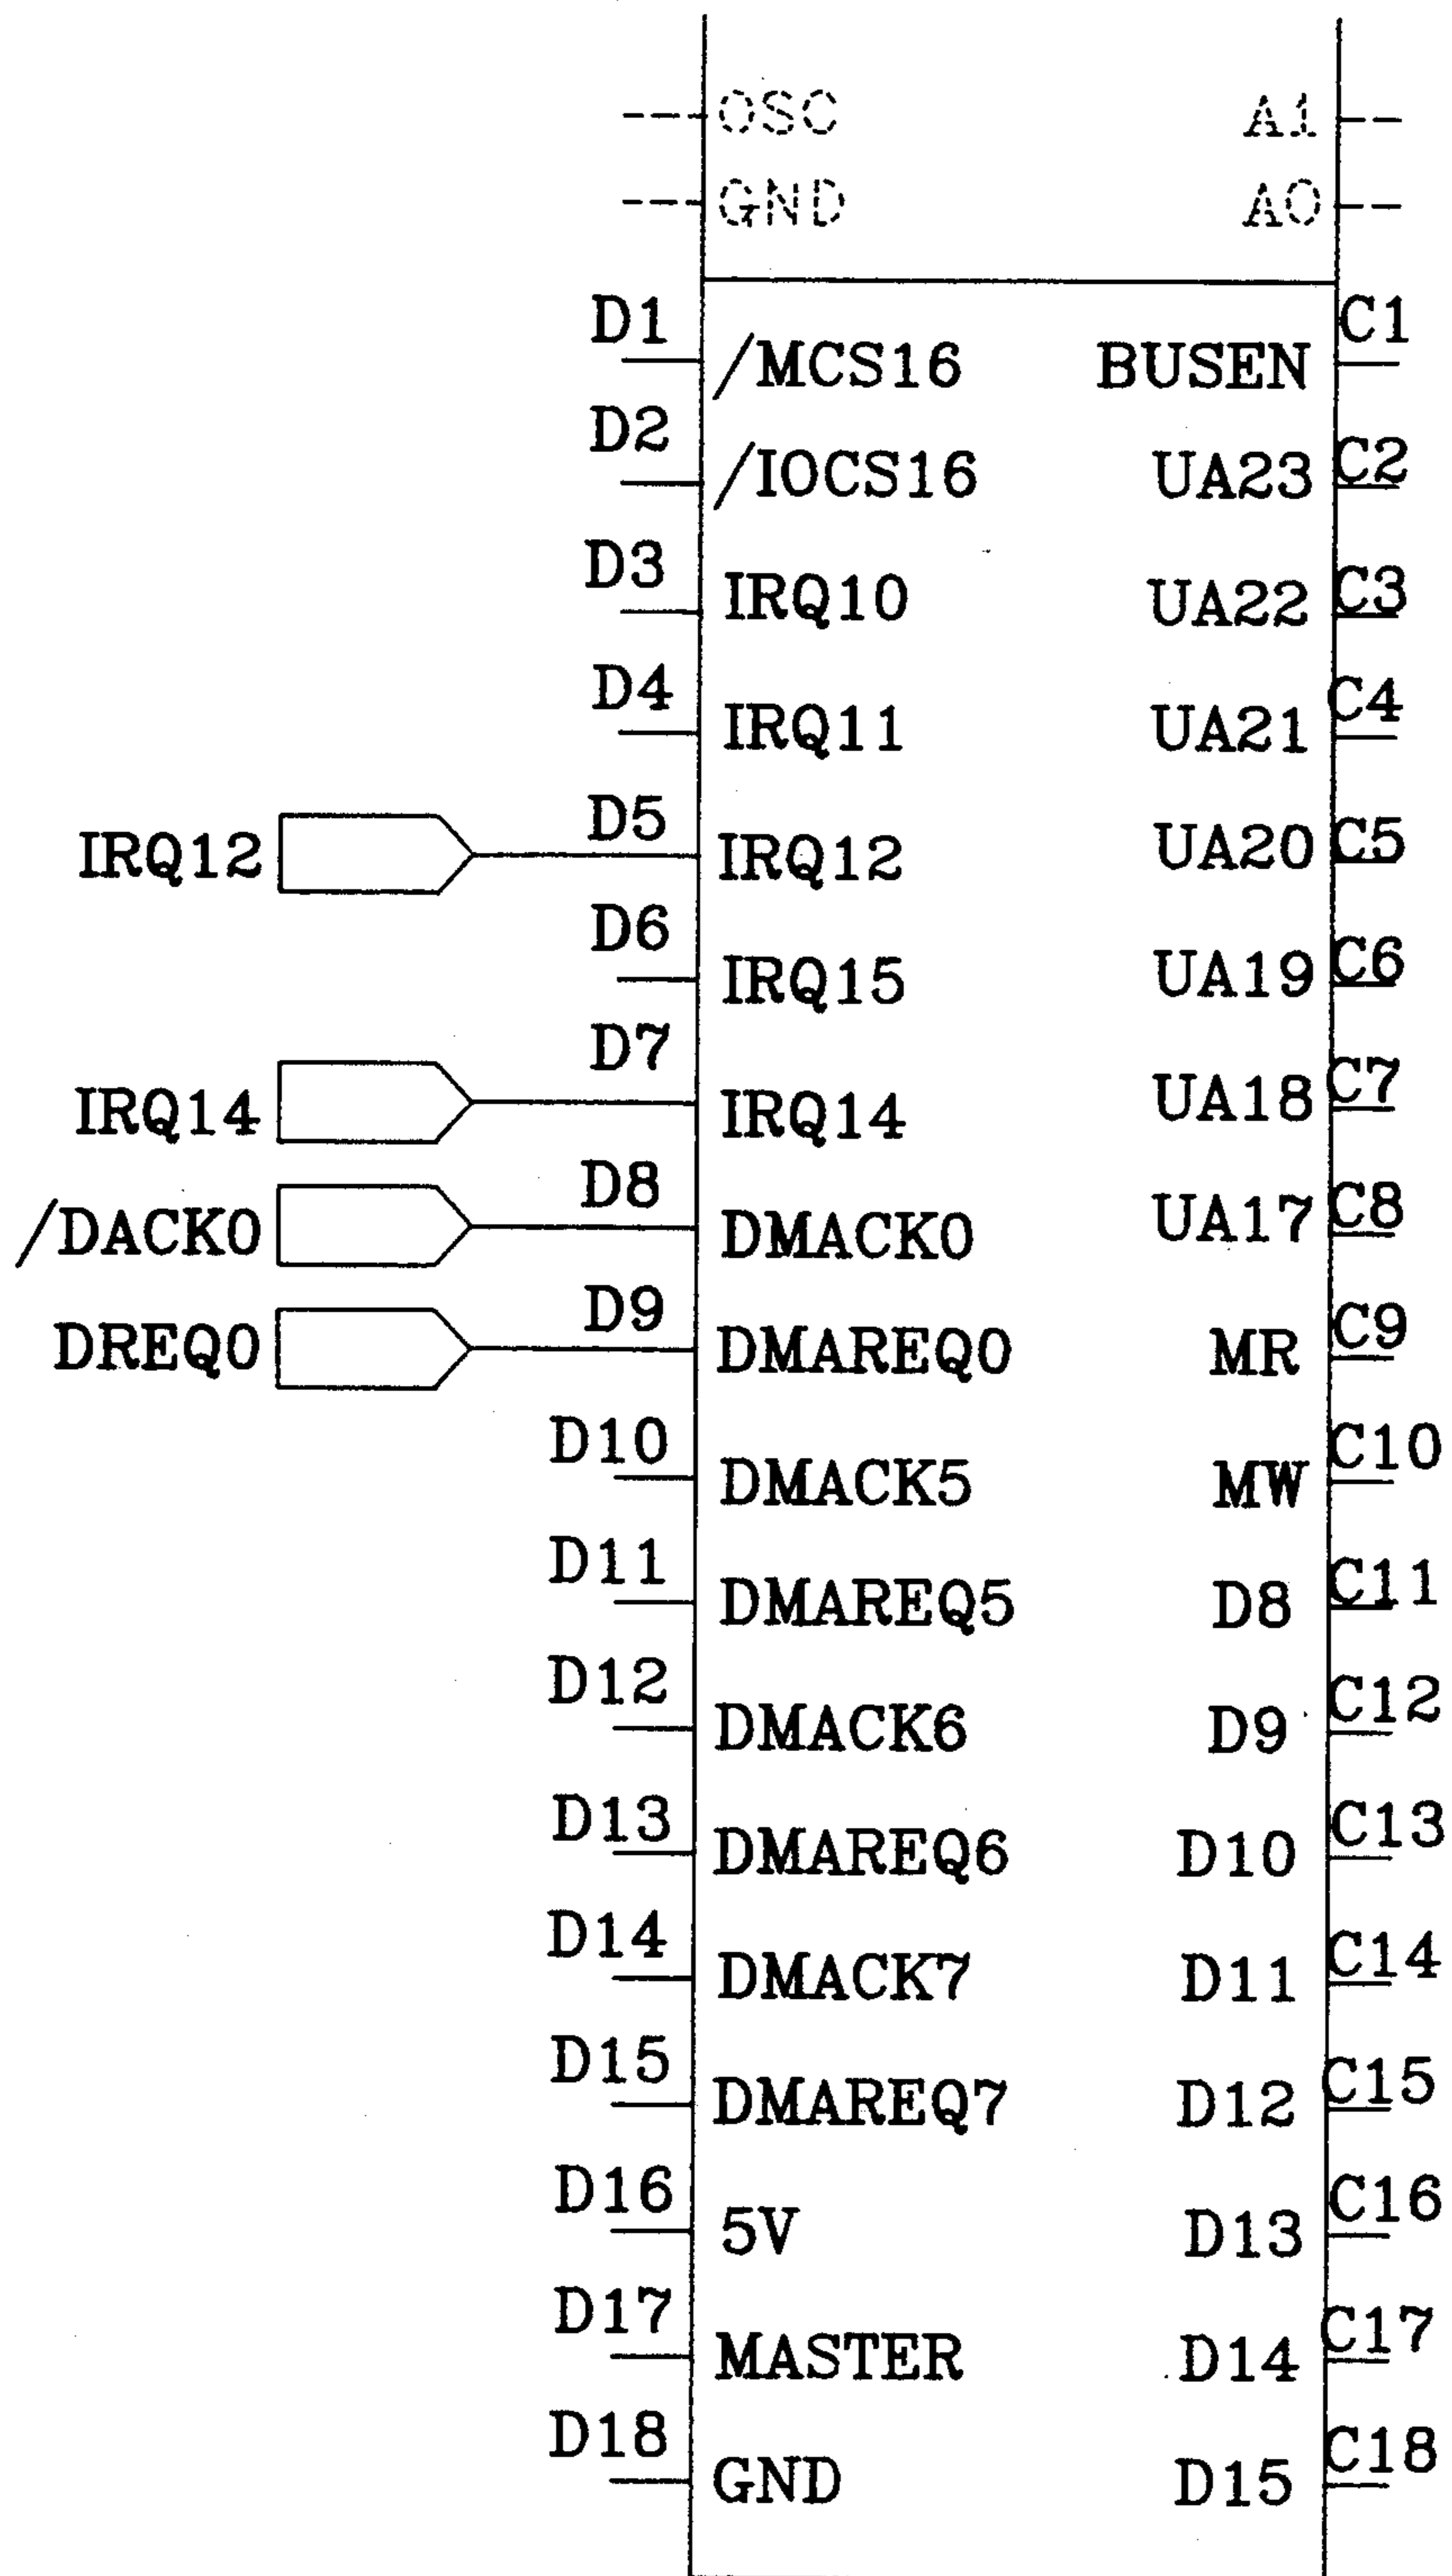 OSC A1
GND A0
D1 /MCS16 BUSEN C1
D2 /IOCS16 UA23 C2
D3 IRQ10 UA22 C3
D4 IRQ11 UA21 C4
IRQ12 D5 IRQ12 UA20 C5
D6 IRQ15 UA19 C6
IRQ14 D7 IRQ14 UA18 C7
/DACK0 D8 DMACK0 UA17 C8
DREQ0 D9 DMAREQ0 MR C9
D10 DMACK5 MW C10
D11 DMAREQ5 D8 C11
D12 DMACK6 D9 C12
D13 DMAREQ6 D10 C13
D14 DMACK7 D11 C14
D15 DMAREQ7 D12 C15
D16 5V D13 C16
D17 MASTER D14 C17
D18 GND D15 C18